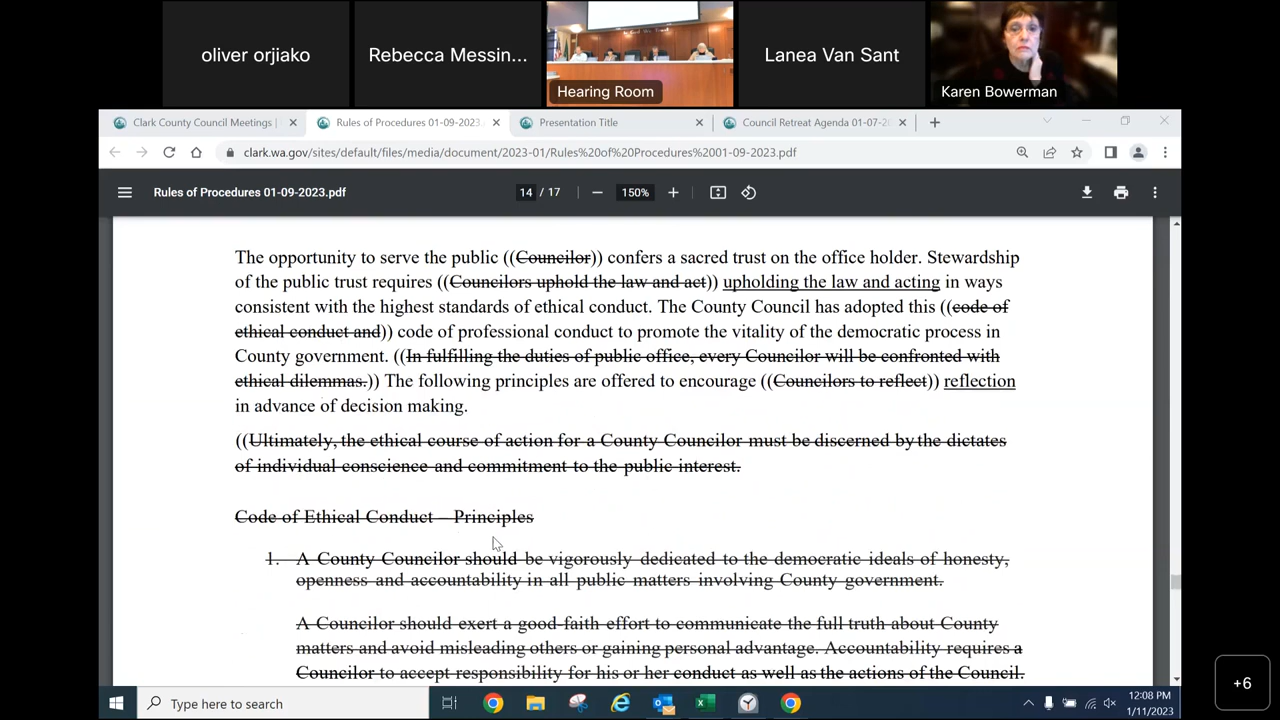 oliver orjiako
Rebecca Messin...
Hearing Room
Lanea Van Sant
Karen Bowerman
Clark County Council Meetings |
Rules of Procedures 01-09-2023.
Presentation Title
Council Retreat Agenda 01-07-20
clark.wa.gov/sites/default/files/media/document/2023-01/Rules%20of%20Procedures%2001-09-2023.pdf
Rules of Procedures 01-09-2023.pdf
14 / 17
150%
The opportunity to serve the public ((Councilor)) confers a sacred trust on the office holder. Stewardship
of the public trust requires ((Councilors uphold the law and act)) upholding the law and acting in ways
consistent with the highest standards of ethical conduct. The County Council has adopted this ((code of
ethical conduct and)) code of professional conduct to promote the vitality of the democratic process in
County government. ((In fulfilling the duties of public office, every Councilor will be confronted with
ethical dilemmas.)) The following principles are offered to encourage ((Councilors to reflect)) reflection
in advance of decision making.
((Ultimately, the ethical course of action for a County Councilor must be discerned by the dictates
of individual conscience and commitment to the public interest.
Code of Ethical Conduct – Principles
1. A County Councilor should be vigorously dedicated to the democratic ideals of honesty,
openness and accountability in all public matters involving County government.
A Councilor should exert a good-faith effort to communicate the full truth about County
matters and avoid misleading others or gaining personal advantage. Accountability requires a
Councilor to accept responsibility for his or her conduct as well as the actions of the Council.
Type here to search
12:08 PM
1/11/2023
+6